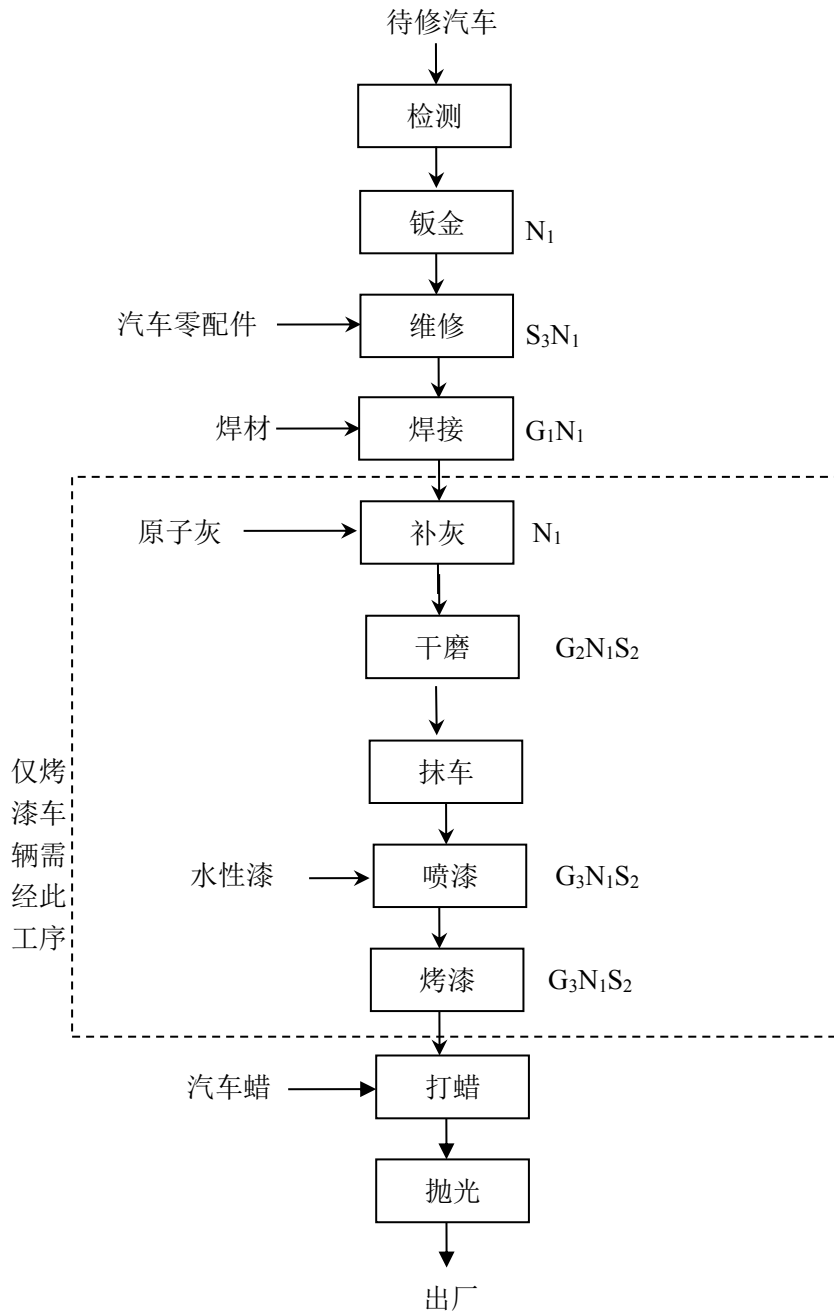 待修汽车
检测
钣金 N₁
汽车零配件 维修 S₃N₁
焊材 焊接 G₁N₁
原子灰 补灰 N₁
干磨 G₂N₁S₂
抹车
仅烤
漆车
辆需
经此
工序
水性漆 喷漆 G₃N₁S₂
烤漆 G₃N₁S₂
汽车蜡 打蜡
抛光
出厂